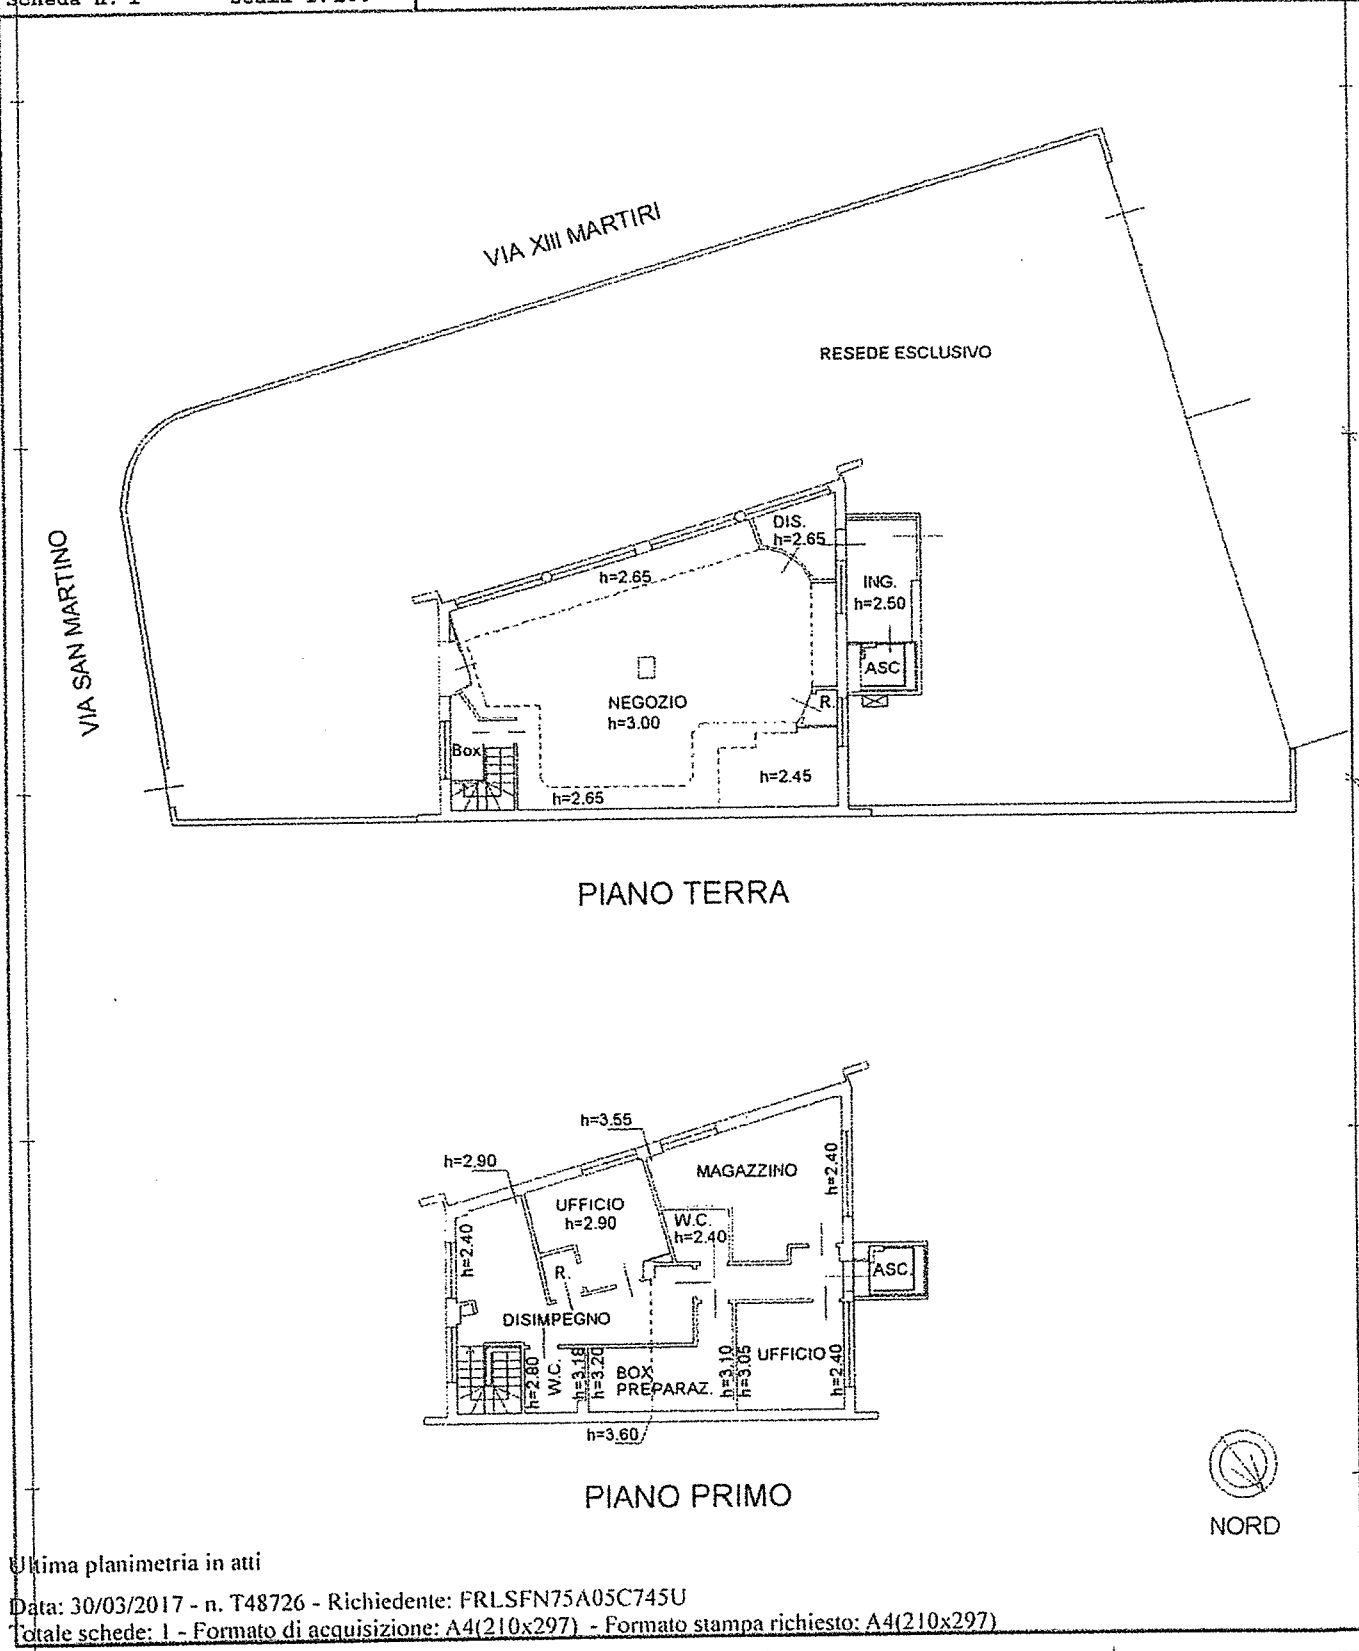 Scheda n. 1
VIA XIII MARTIRI
RESEDE ESCLUSIVO
VIA SAN MARTINO
DIS.
h=2.65
h=2.65
ING.
h=2.50
ASC
NEGOZIO
h=3.00
R.
Box
h=2.45
h=2.65
PIANO TERRA
h=3.55
h=2.90
MAGAZZINO
h=2.40
UFFICIO
h=2.90
W.C.
h=2.40
h=2.40
R.
ASC.
DISIMPEGNO
UFFICIO
h=2.80
W.C.
h=3.18
h=3.20
BOX
PREPARAZ.
h=3.10
h=3.05
h=2.40
h=3.60
PIANO PRIMO
NORD
Ultima planimetria in atti
Data: 30/03/2017 - n. T48726 - Richiedente: FRLSFN75A05C745U
Totale schede: 1 - Formato di acquisizione: A4(210x297) - Formato stampa richiesto: A4(210x297)